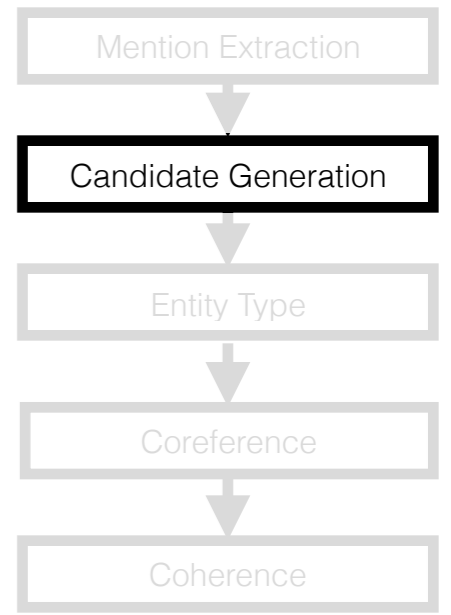 Mention Extraction
Candidate Generation
Entity Type
Coreference
Coherence